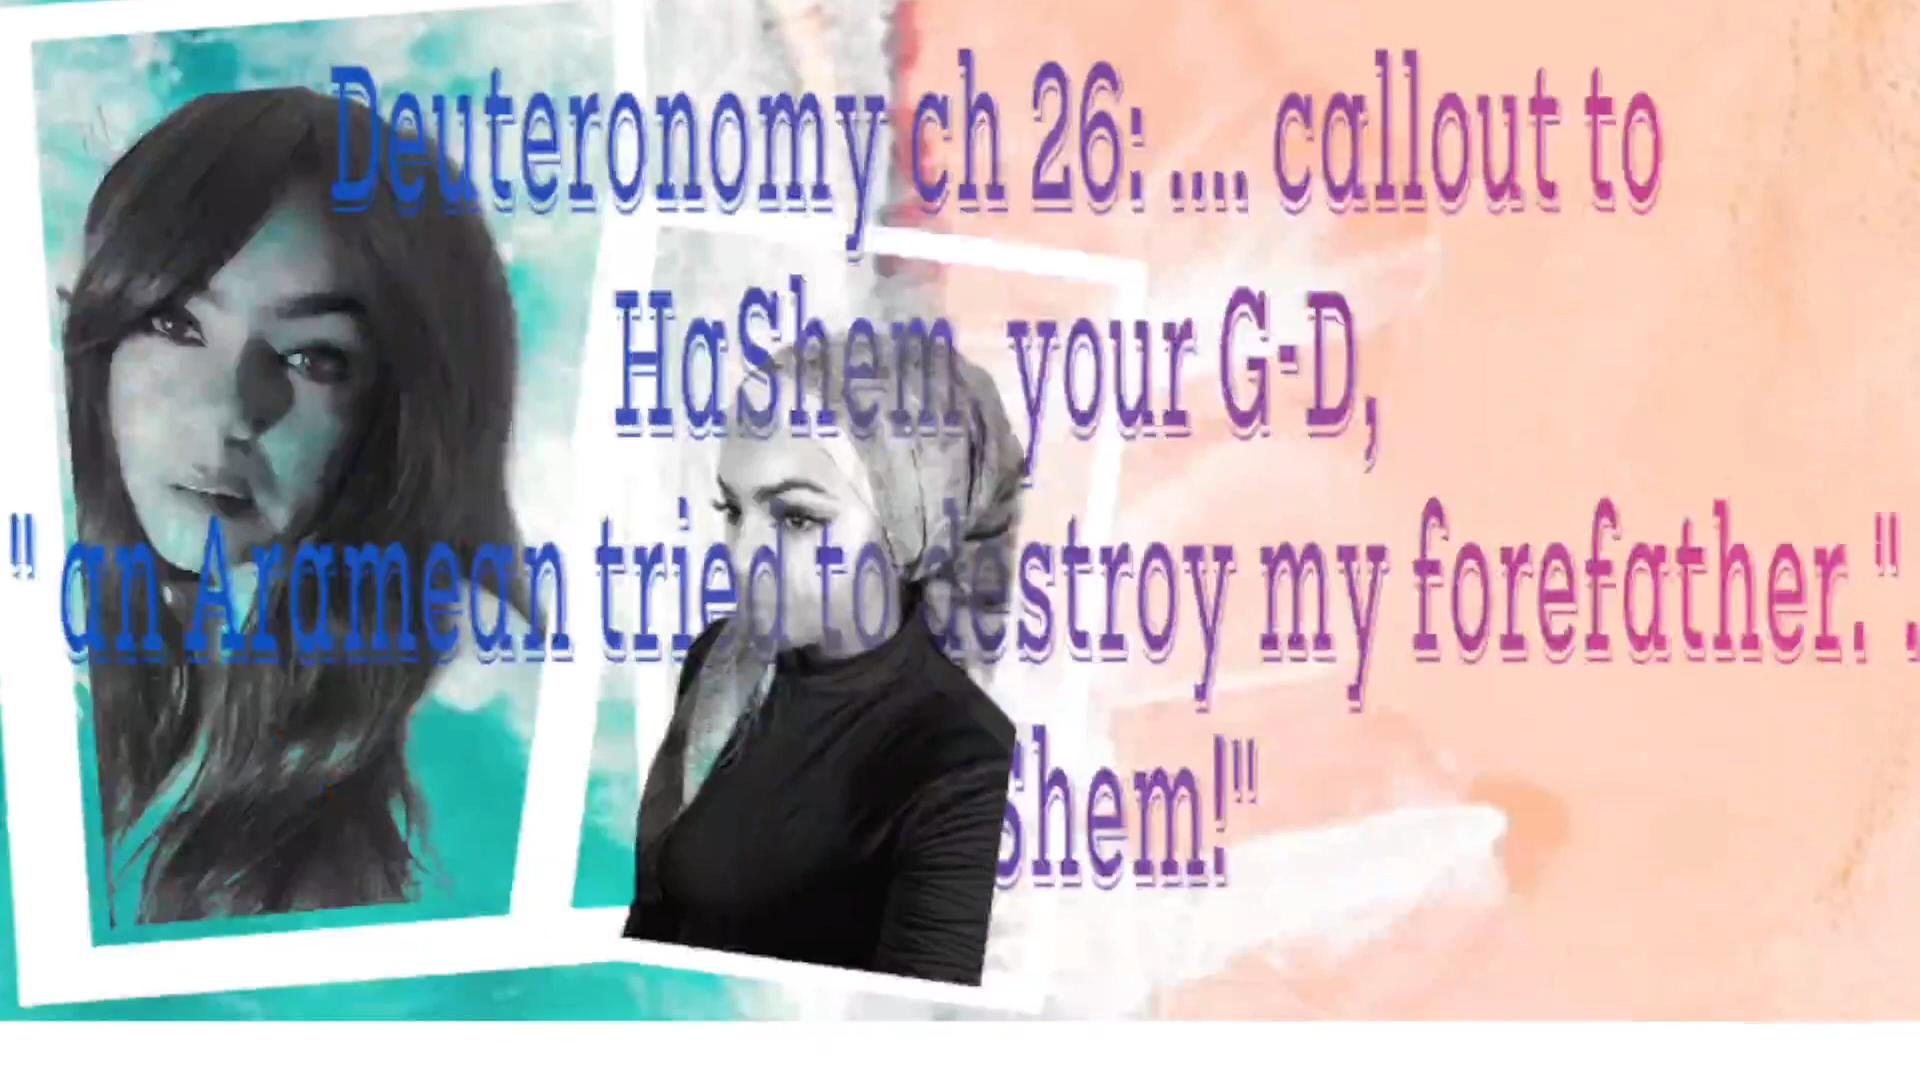 Deuteronomy ch 26: .... callout to
HaShem your G-D,
" an Aramean tried to destroy my forefather." .
Shem!"